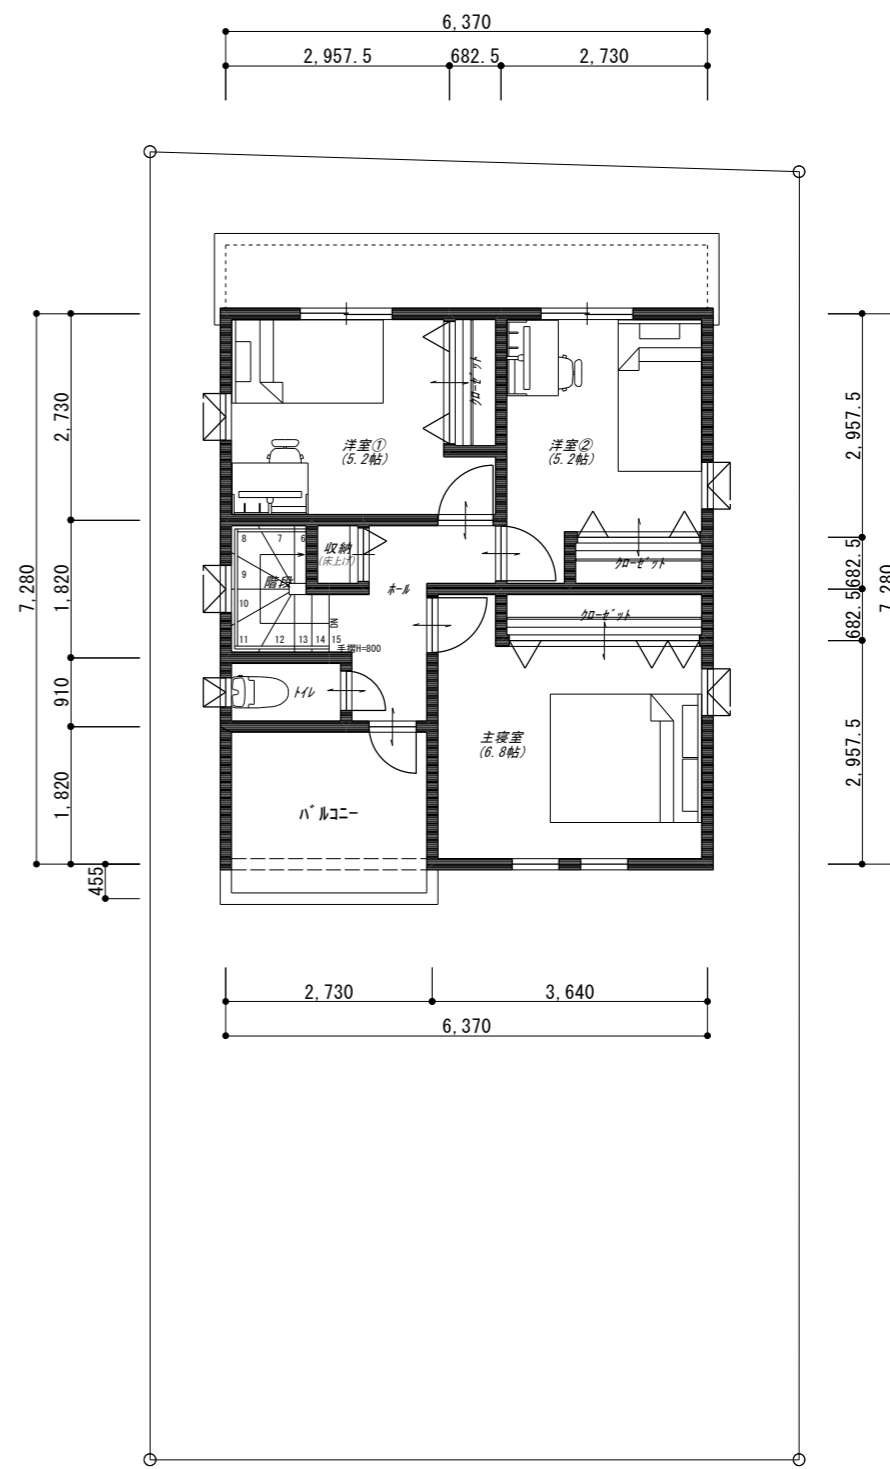 6,370
2,957.5
682.5
2,730
2,730
1,820
7,280
910
1,820
455
2,957.5
682.5
682.5
7,280
2,957.5
クローゼット
洋室①
(5.2帖)
洋室②
(5.2帖)
8
7
6
収納
(床上げ)
9
階段
10
11
12
13
14
15
DN
手摺H=800
ホール
クローゼット
クローゼット
トイレ
主寝室
(6.8帖)
バルコニー
2,730
3,640
6,370